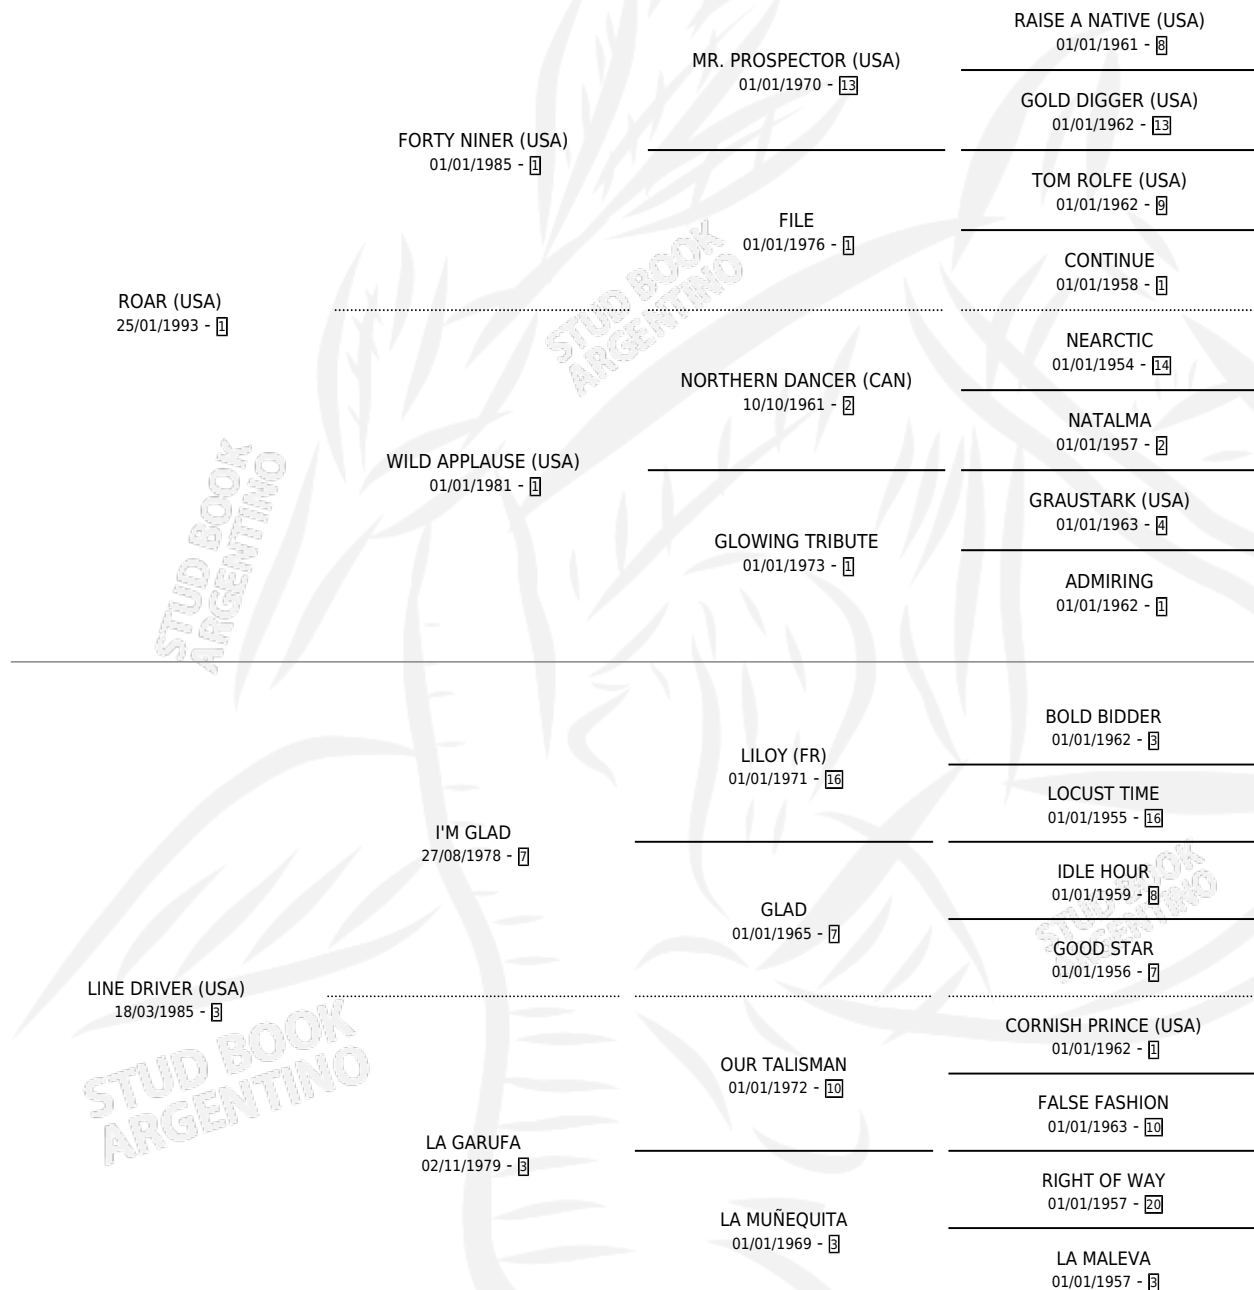 RAISE A NATIVE (USA)
01/01/1961 - 8
MR. PROSPECTOR (USA)
01/01/1970 - 13
GOLD DIGGER (USA)
01/01/1962 - 13
FORTY NINER (USA)
01/01/1985 - 1
TOM ROLFE (USA)
01/01/1962 - 9
FILE
01/01/1976 - 1
CONTINUE
01/01/1958 - 1
ROAR (USA)
25/01/1993 - 1
NEARCTIC
01/01/1954 - 14
NORTHERN DANCER (CAN)
10/10/1961 - 2
NATALMA
01/01/1957 - 2
WILD APPLAUSE (USA)
01/01/1981 - 1
GRAUSTARK (USA)
01/01/1963 - 4
GLOWING TRIBUTE
01/01/1973 - 1
ADMIRING
01/01/1962 - 1
BOLD BIDDER
01/01/1962 - 3
LILOY (FR)
01/01/1971 - 16
LOCUST TIME
01/01/1955 - 16
I'M GLAD
27/08/1978 - 7
IDLE HOUR
01/01/1959 - 8
GLAD
01/01/1965 - 7
GOOD STAR
01/01/1956 - 7
LINE DRIVER (USA)
18/03/1985 - 3
CORNISH PRINCE (USA)
01/01/1962 - 1
OUR TALISMAN
01/01/1972 - 10
FALSE FASHION
01/01/1963 - 10
LA GARUFA
02/11/1979 - 3
RIGHT OF WAY
01/01/1957 - 20
LA MUÑEQUITA
01/01/1969 - 3
LA MALEVA
01/01/1957 - 3
STUD BOOK
ARGENTINO
STUD BOOK
ARGENTINO
STUD BOOK
ARGENTINO
STUD BOOK
ARGENTINO